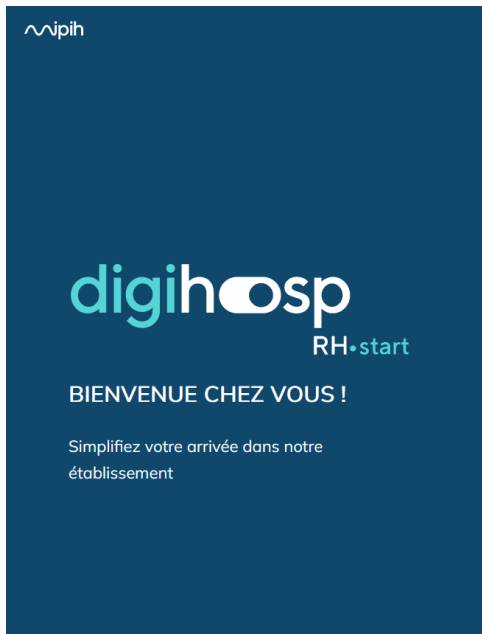 mipih
digihosp
RH•start
BIENVENUE CHEZ VOUS !
Simplifiez votre arrivée dans notre
établissement